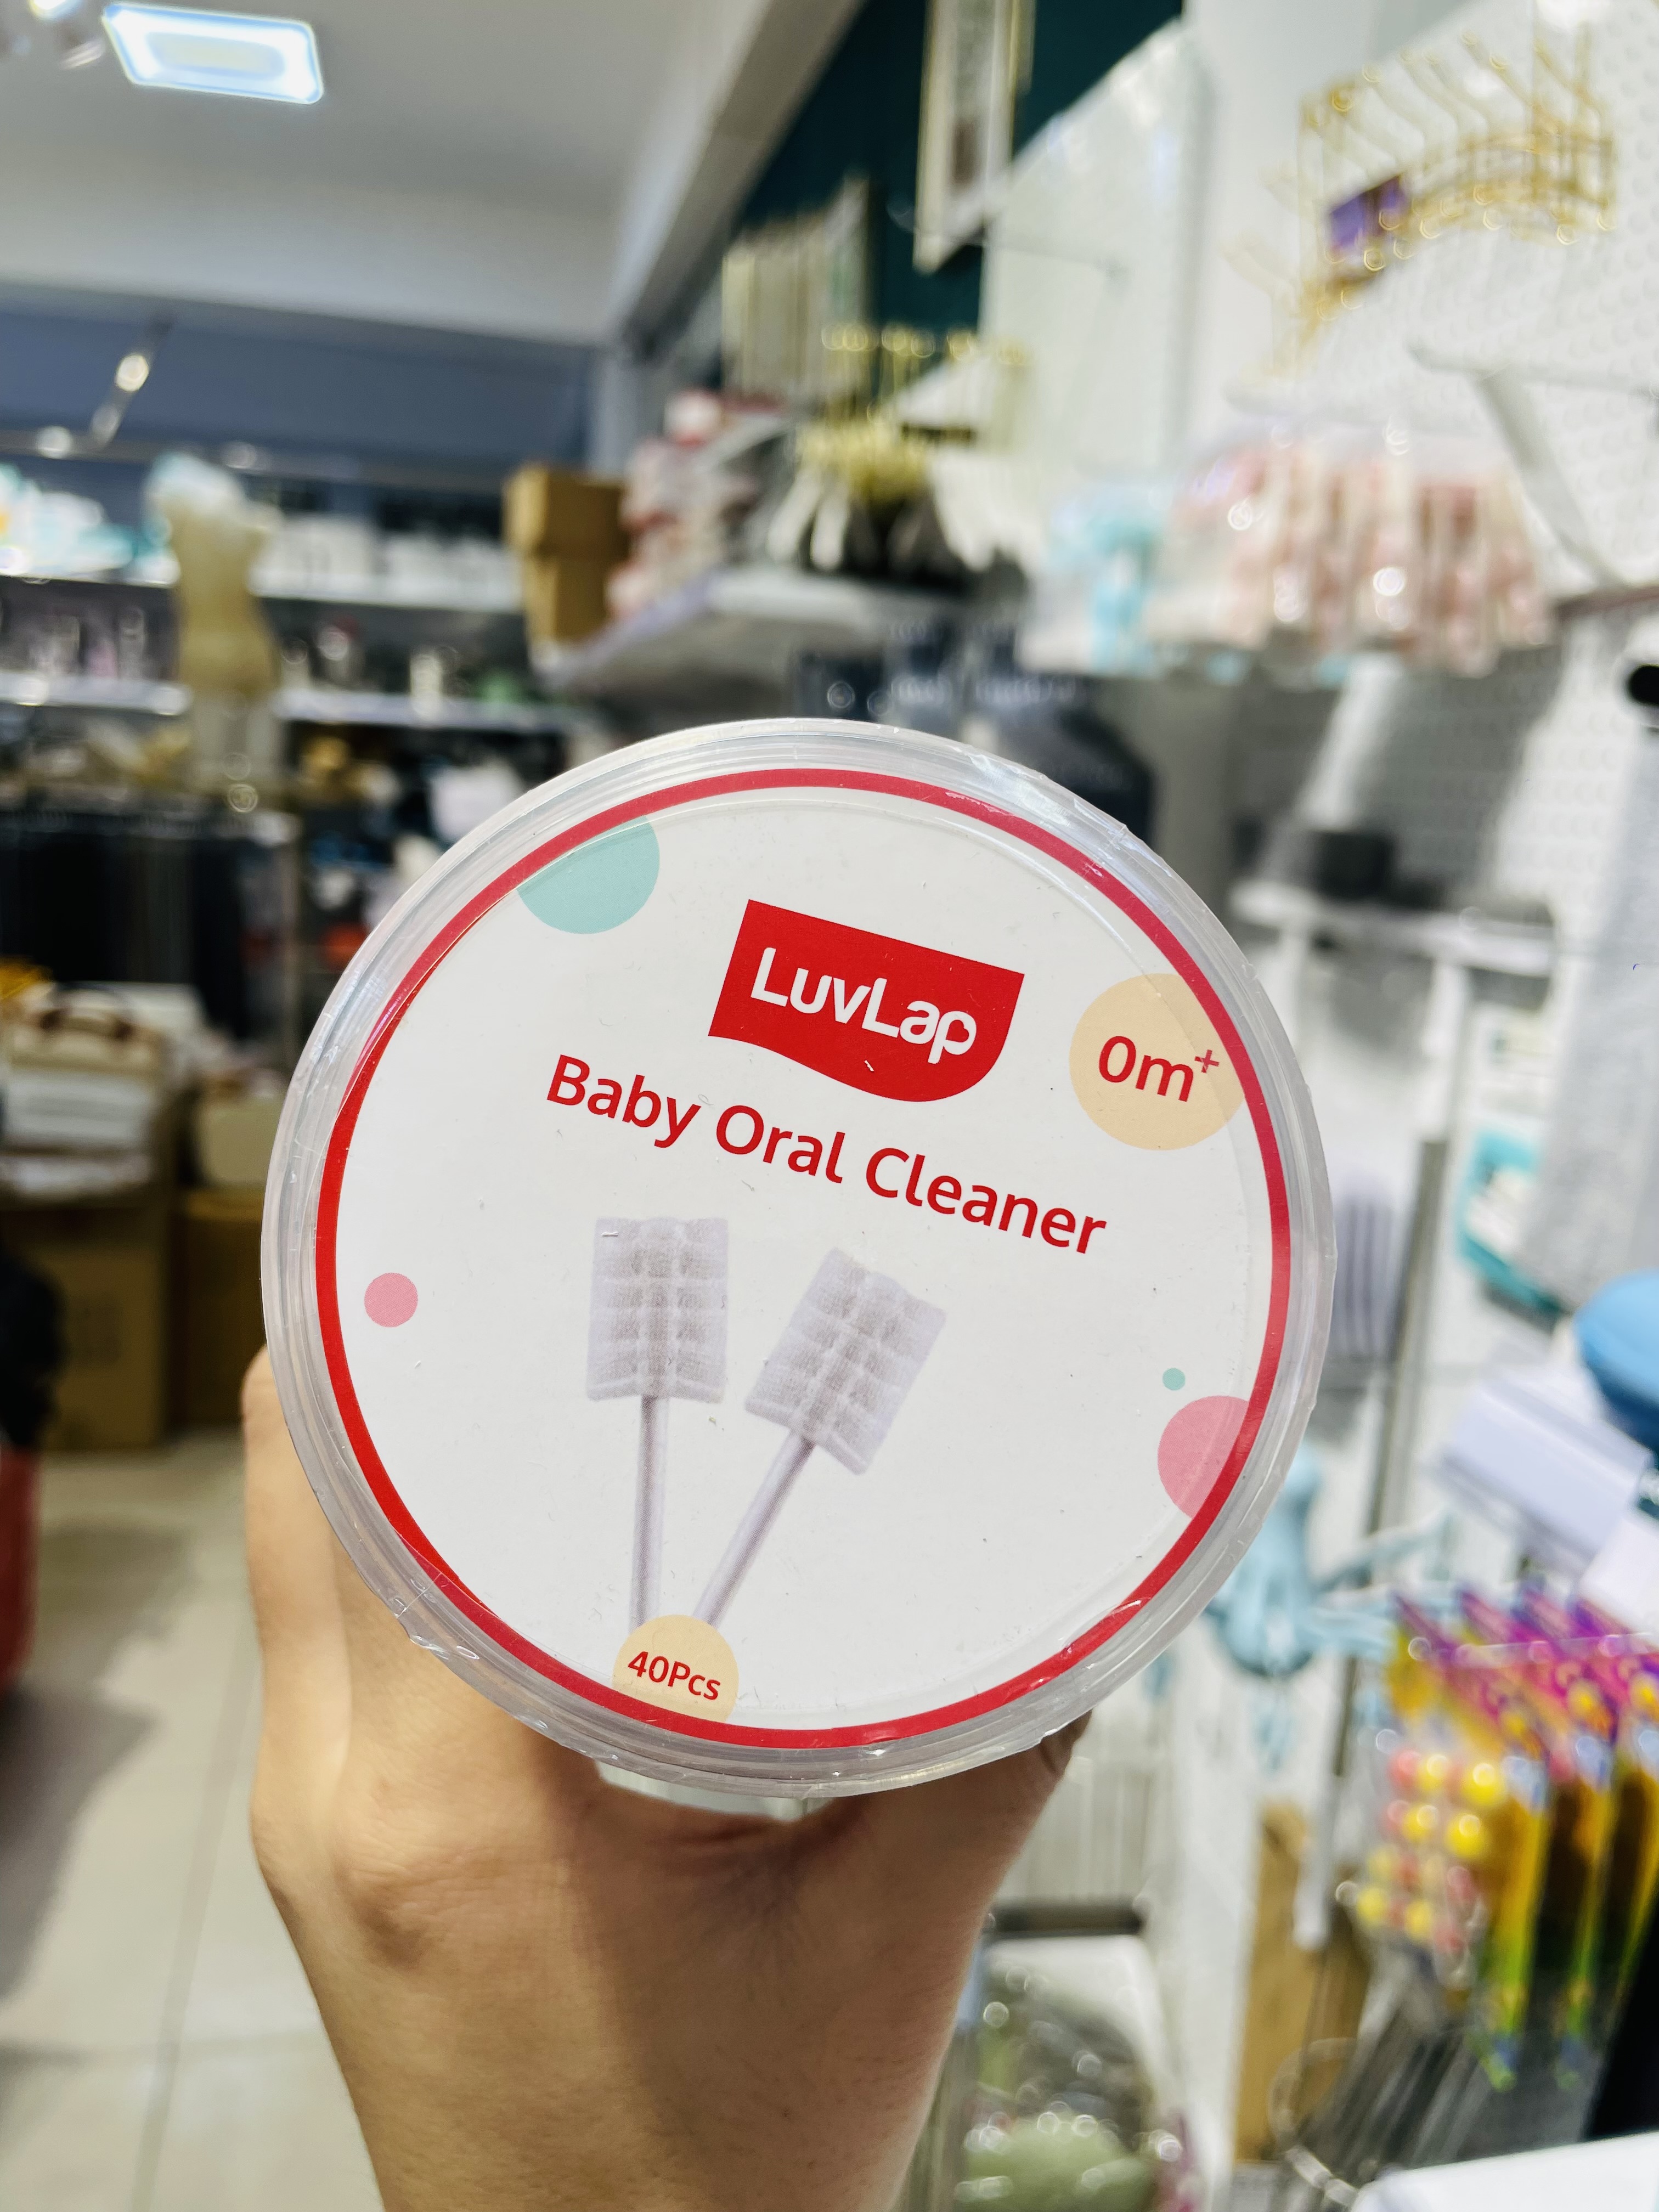 LuvLap
0m+
Baby Oral Cleaner
40Pcs